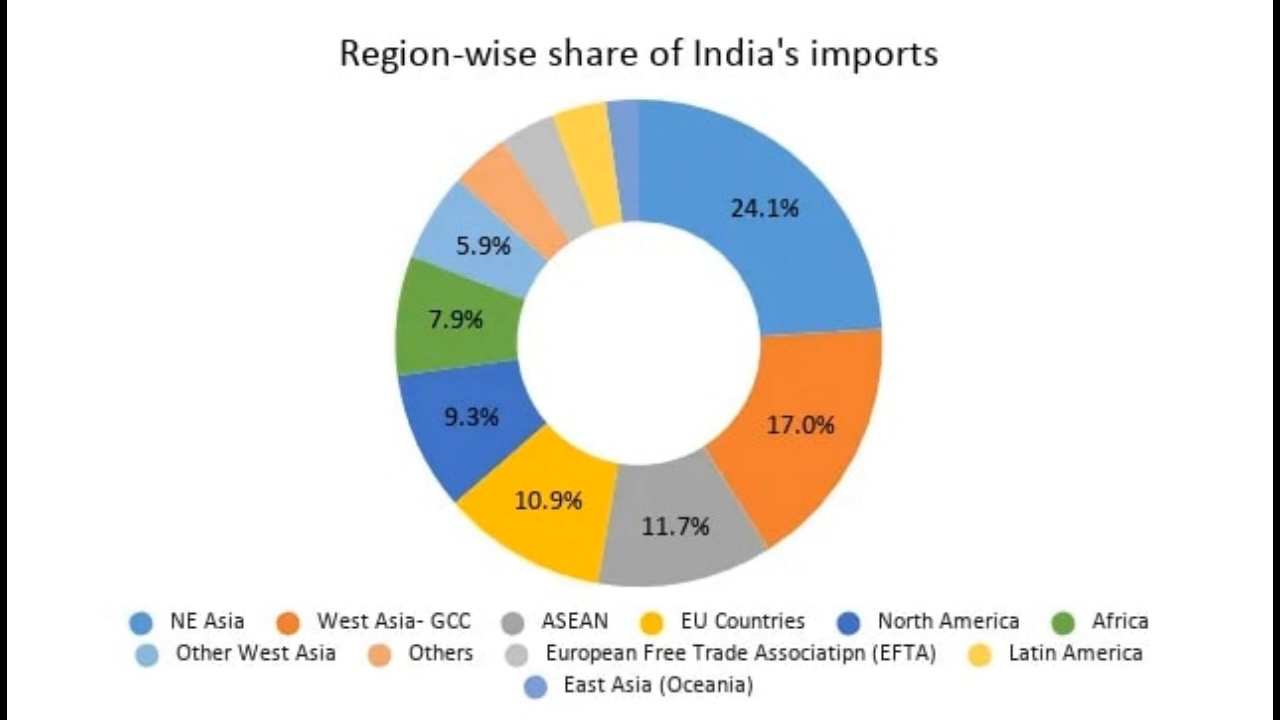 Region-wise share of India's imports
24.1%
5.9%
7.9%
9.3%
17.0%
10.9%
11.7%
NE Asia West Asia- GCC ASEAN EU Countries North America Africa
Other West Asia Others European Free Trade Associatipn (EFTA) Latin America
East Asia (Oceania)